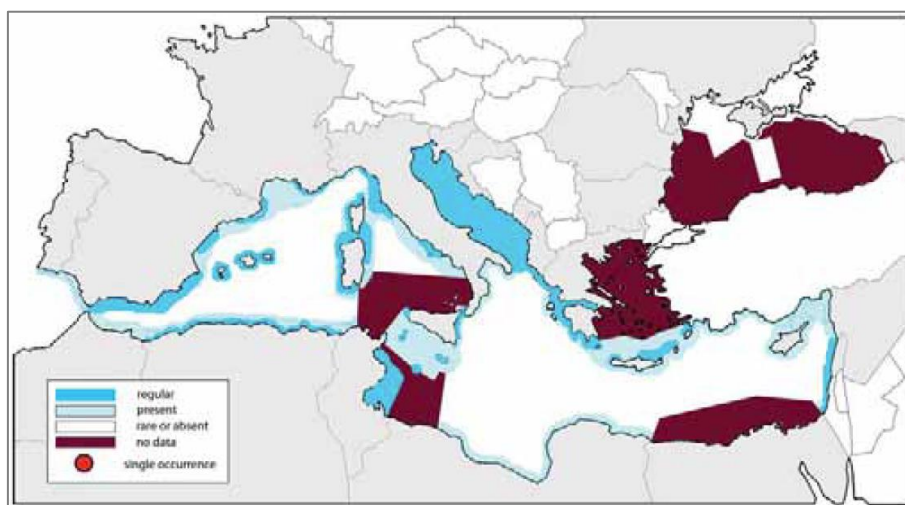 regular
present
rare or absent
no data
single occurrence